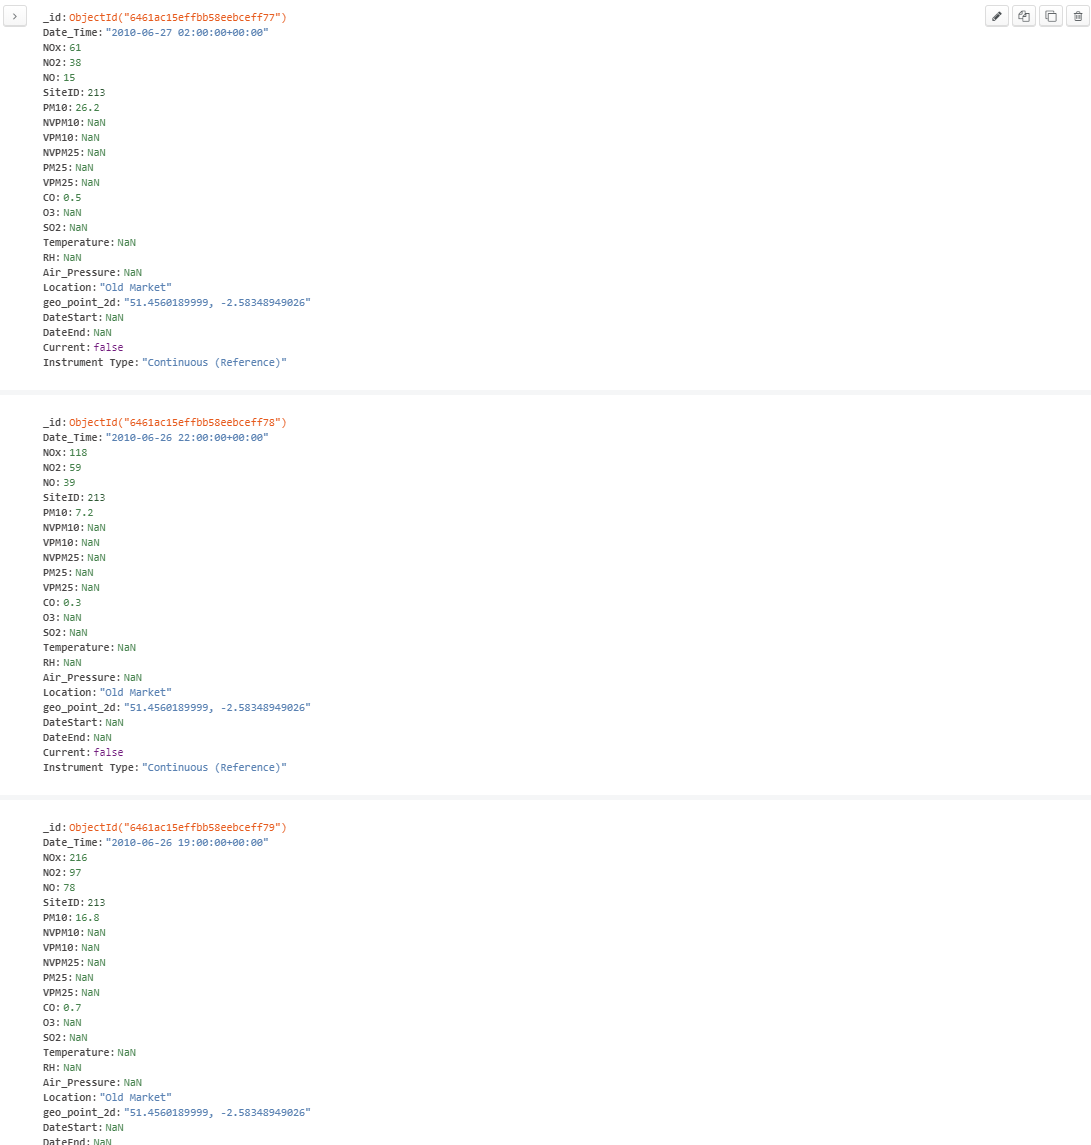 _id: ObjectId("6461ac15effbb58eebceff77")
Date_Time: "2010-06-27 02:00:00+00:00"
NOx: 61
NO2: 38
NO: 15
SiteID: 213
PM10: 26.2
NVPM10: NaN
VPM10: NaN
NVPM25: NaN
PM25: NaN
VPM25: NaN
CO: 0.5
O3: NaN
SO2: NaN
Temperature: NaN
RH: NaN
Air_Pressure: NaN
Location: "Old Market"
geo_point_2d: "51.4560189999, -2.58348949026"
DateStart: NaN
DateEnd: NaN
Current: false
Instrument Type: "Continuous (Reference)"
_id: ObjectId("6461ac15effbb58eebceff78")
Date_Time: "2010-06-26 22:00:00+00:00"
NOx: 118
NO2: 59
NO: 39
SiteID: 213
PM10: 7.2
NVPM10: NaN
VPM10: NaN
NVPM25: NaN
PM25: NaN
VPM25: NaN
CO: 0.3
O3: NaN
SO2: NaN
Temperature: NaN
RH: NaN
Air_Pressure: NaN
Location: "Old Market"
geo_point_2d: "51.4560189999, -2.58348949026"
DateStart: NaN
DateEnd: NaN
Current: false
Instrument Type: "Continuous (Reference)"
_id: ObjectId("6461ac15effbb58eebceff79")
Date_Time: "2010-06-26 19:00:00+00:00"
NOx: 216
NO2: 97
NO: 78
SiteID: 213
PM10: 16.8
NVPM10: NaN
VPM10: NaN
NVPM25: NaN
PM25: NaN
VPM25: NaN
CO: 0.7
O3: NaN
SO2: NaN
Temperature: NaN
RH: NaN
Air_Pressure: NaN
Location: "Old Market"
geo_point_2d: "51.4560189999, -2.58348949026"
DateStart: NaN
DateEnd: NaN